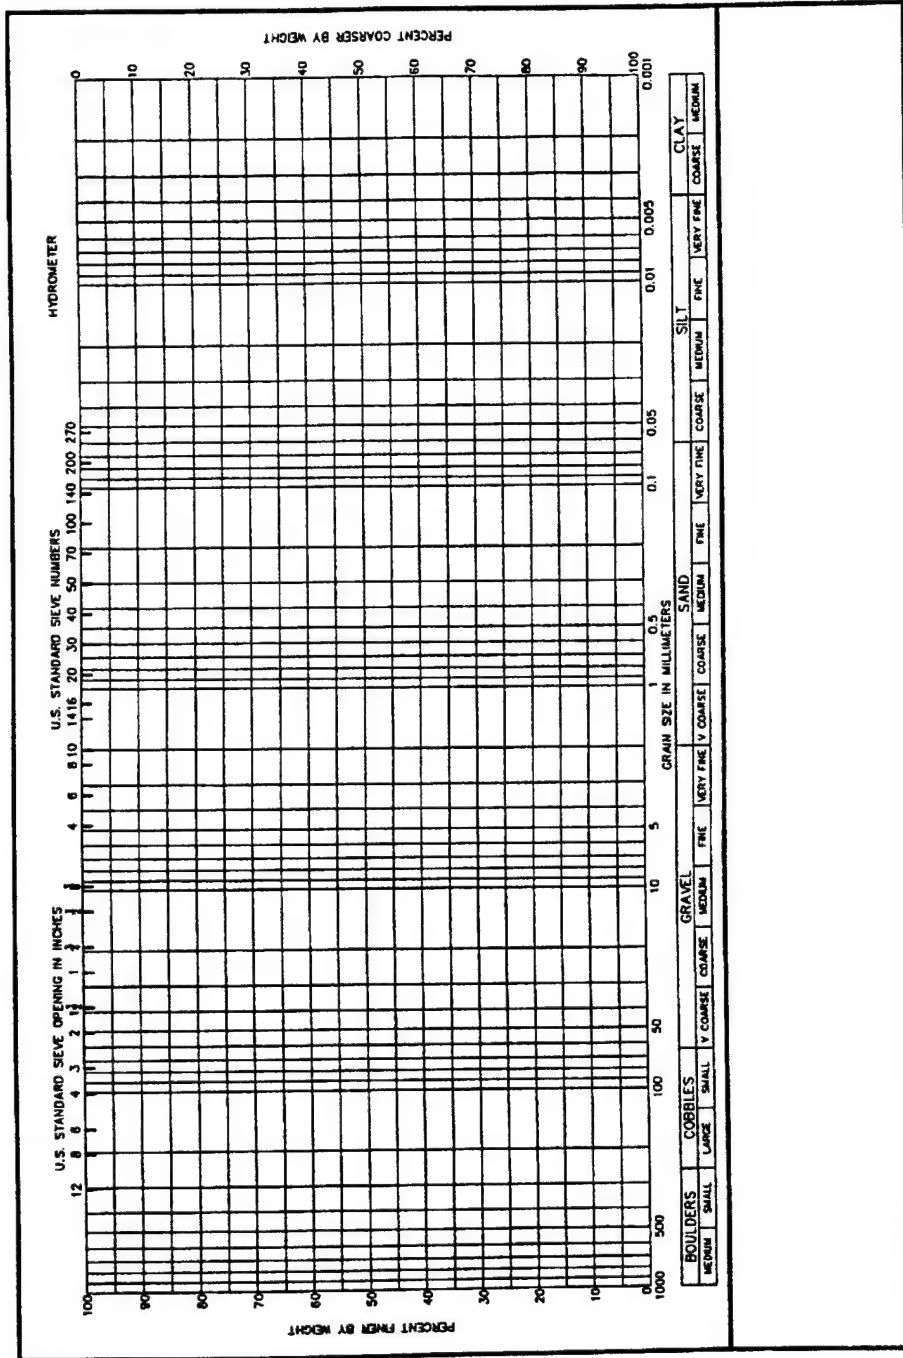 U.S. STANDARD SIEVE OPENING IN INCHES
U.S. STANDARD SIEVE NUMBERS
HYDROMETER
12 8 6 4 3 2 1 4 6 8 10 14 16 20 30 40 50 70 100 140 200 270
PERCENT FINER BY WEIGHT
100
90
80
70
60
50
40
30
20
10
0
PERCENT COARSER BY WEIGHT
0
10
20
30
40
50
60
70
80
90
100
1000 500 100 50 10 5 1 0.5 0.1 0.05 0.01 0.005 0.001
GRAIN SIZE IN MILLIMETERS
BOULDERS COBBLES GRAVEL SAND SILT CLAY
MEDIUM SMALL LARGE SMALL V COARSE COARSE MEDIUM FINE VERY FINE V COARSE COARSE MEDIUM FINE VERY FINE COARSE MEDIUM FINE VERY FINE COARSE MEDIUM